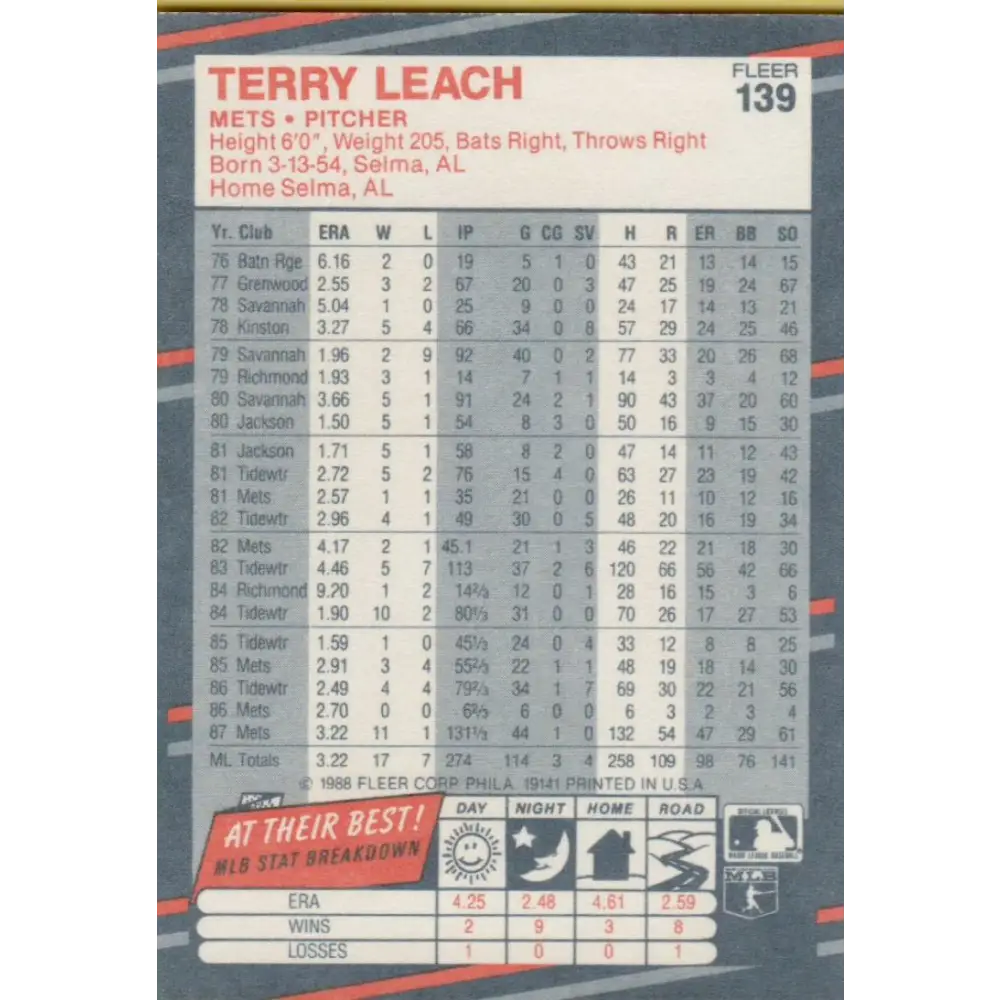 TERRY LEACH
FLEER
139
METS • PITCHER
Height 6'0", Weight 205, Bats Right, Throws Right
Born 3-13-54, Selma, AL
Home Selma, AL
Yr. Club ERA W L IP G CG SV H R ER BB SO
76 Batn Rge 6.16 2 0 19 5 1 0 43 21 13 14 15
77 Grenwood 2.55 3 2 67 20 0 3 47 25 19 24 67
78 Savannah 5.04 1 0 25 9 0 0 24 17 14 13 21
78 Kinston 3.27 5 4 66 34 0 8 57 29 24 25 46
79 Savannah 1.96 2 9 92 40 0 2 77 33 20 26 68
79 Richmond 1.93 3 1 14 7 1 1 14 3 3 4 12
80 Savannah 3.66 5 1 91 24 2 1 90 43 37 20 60
80 Jackson 1.50 5 1 54 8 3 0 50 16 9 15 30
81 Jackson 1.71 5 1 58 8 2 0 47 14 11 12 43
81 Tidewtr 2.72 5 2 76 15 4 0 63 27 23 19 42
81 Mets 2.57 1 1 35 21 0 0 26 11 10 12 16
82 Tidewtr 2.96 4 1 49 30 0 5 48 20 16 19 34
82 Mets 4.17 2 1 45.1 21 1 3 46 22 21 18 30
83 Tidewtr 4.46 5 7 113 37 2 6 120 66 56 42 66
84 Richmond 9.20 1 2 14⅔ 12 0 1 28 16 15 3 6
84 Tidewtr 1.90 10 2 80⅓ 31 0 0 70 26 17 27 53
85 Tidewtr 1.59 1 0 45⅓ 24 0 4 33 12 8 8 25
85 Mets 2.91 3 4 55⅔ 22 1 1 48 19 18 14 30
86 Tidewtr 2.49 4 4 79⅔ 34 1 7 69 30 22 21 56
86 Mets 2.70 0 0 6⅔ 6 0 0 6 3 2 3 4
87 Mets 3.22 11 1 131⅓ 44 1 0 132 54 47 29 61
ML Totals 3.22 17 7 274 114 3 4 258 109 98 76 141
© 1988 FLEER CORP PHILA. 19141 PRINTED IN U.S.A
AT THEIR BEST!
MLB STAT BREAKDOWN
DAY NIGHT HOME ROAD
ERA 4.25 2.48 4.61 2.59
WINS 2 9 3 8
LOSSES 1 0 0 1
MLB